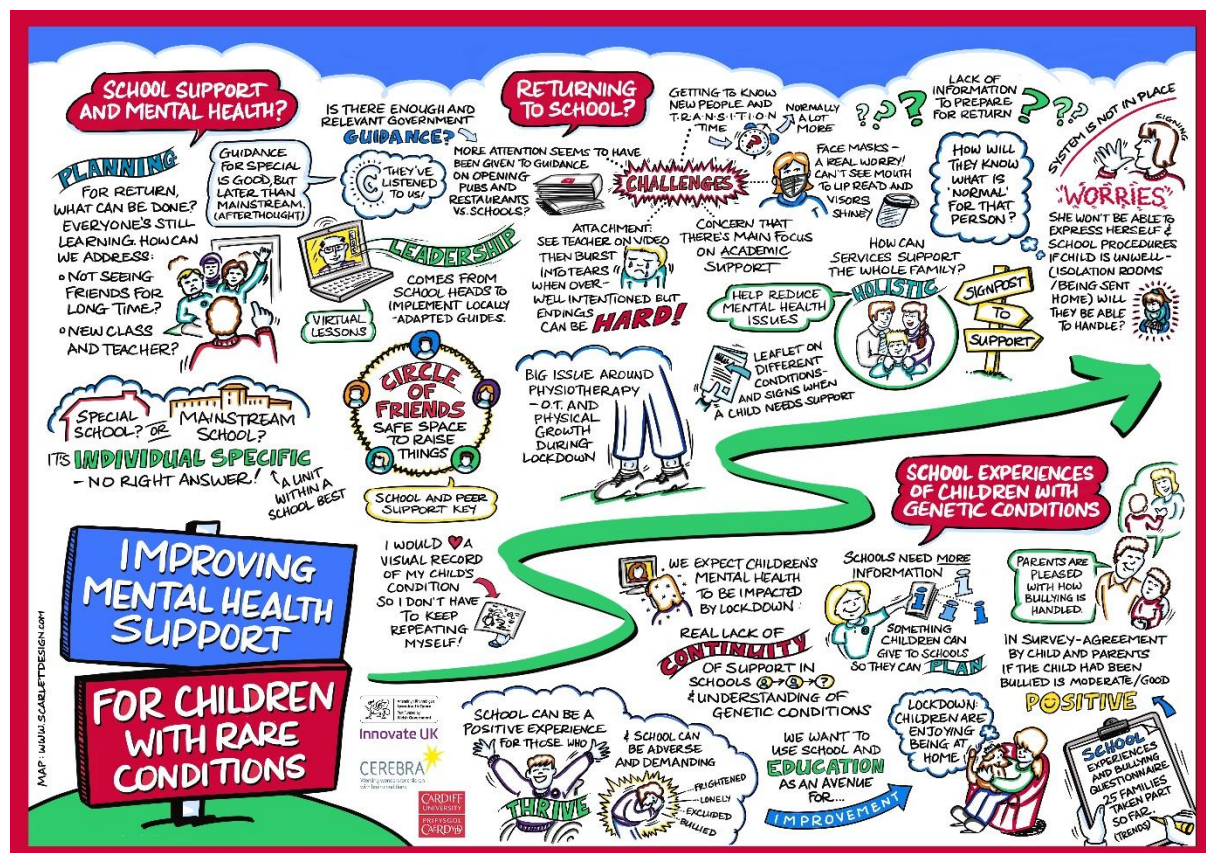 SCHOOL SUPPORT
AND MENTAL HEALTH?
PLANNING
FOR RETURN,
WHAT CAN BE DONE?
EVERYONE'S STILL
LEARNING. HOW CAN
WE ADDRESS:
• NOT SEEING
FRIENDS FOR
LONG TIME?
• NEW CLASS
AND TEACHER?
GUIDANCE
FOR SPECIAL
IS GOOD, BUT
LATER THAN
MAINSTREAM.
(AFTERTHOUGHT)
IS THERE ENOUGH AND
RELEVANT GOVERNMENT
GUIDANCE?
THEY'VE
LISTENED
TO US!
MORE ATTENTION SEEMS TO HAVE
BEEN GIVEN TO GUIDANCE
ON OPENING
PUBS AND
RESTAURANTS
VS. SCHOOLS?
LEADERSHIP
COMES FROM
SCHOOL HEADS TO
IMPLEMENT LOCALY
-ADAPTED GUIDES.
VIRTUAL
LESSONS
SPECIAL
SCHOOL? OR
MAINSTREAM
SCHOOL?
ITS INDIVIDUAL SPECIFIC
- NO RIGHT ANSWER!
A UNIT
WITHIN A
SCHOOL BEST
CIRCLE
OF
FRIENDS
SAFE SPACE
TO RAISE
THINGS
SCHOOL AND PEER
SUPPORT KEY
RETURNING
TO SCHOOL?
GETTING TO KNOW
NEW PEOPLE AND
TRANSITION
TIME
NORMALLY
A LOT
MORE
CHALLENGES
FACE MASKS -
A REAL WORRY!
CAN'T SEE MOUTH
TO LIP READ AND
VISORS
SHINEY
ATTACHMENT:
SEE TEACHER ON VIDEO
THEN BURST
INTO TEARS
WHEN OVER-
WELL INTENTIONED BUT
ENDINGS
CAN BE HARD!
CONCERN THAT
THERE'S MAIN FOCUS
ON ACADEMIC
SUPPORT
LACK OF
INFORMATION
TO PREPARE
FOR RETURN
HOW WILL
THEY KNOW
WHAT IS
'NORMAL'
FOR THAT
PERSON?
SYSTEM IS NOT IN PLACE
SIGNING
"WORRIES"
SHE WON'T BE ABLE TO
EXPRESS HERSELF &
SCHOOL PROCEDURES
IF CHILD IS UNWELL-
(ISOLATION ROOMS
/BEING SENT
HOME) WILL
THEY BE ABLE
TO HANDLE?
HOW CAN
SERVICES SUPPORT
THE WHOLE FAMILY?
HOLISTIC
HELP REDUCE
MENTAL HEALTH
ISSUES
SIGNPOST
TO
SUPPORT
LEAFLET ON
DIFFERENT
CONDITIONS-
AND SIGNS WHEN
A CHILD NEEDS SUPPORT
BIG ISSUE AROUND
PHYSIOTHERAPY
- O.T. AND
PHYSICAL
GROWTH
DURING
LOCKDOWN
IMPROVING
MENTAL HEALTH
SUPPORT
FOR CHILDREN
WITH RARE
CONDITIONS
MAP: WWW.SCARLETTDESIGN.COM
I WOULD A
VISUAL RECORD
OF MY CHILD'S
CONDITION
SO I DON'T HAVE
TO KEEP
REPEATING
MYSELF!
SCHOOL EXPERIENCES
OF CHILDREN WITH
GENETIC CONDITIONS
WE EXPECT CHILDREN'S
MENTAL HEALTH
TO BE IMPACTED
BY LOCKDOWN!
REAL LACK OF
CONTINUITY
OF SUPPORT IN
SCHOOLS ?
& UNDERSTANDING OF
GENETIC CONDITIONS
SCHOOLS NEED MORE
INFORMATION
SOMETHING
CHILDREN CAN
GIVE TO SCHOOLS
SO THEY CAN PLAN
PARENTS ARE
PLEASED
WITH HOW
BULLYING IS
HANDLED.
IN SURVEY-AGREEMENT
BY CHILD AND PARENTS
IF THE CHILD HAD BEEN
BULLIED IS MODERATE/GOOD
POSITIVE
SCHOOL
EXPERIENCES
AND BULLYING
QUESTIONNAIRE
25 FAMILIES
TAKEN PART
SO FAR..
(TRENDS)
LOCKDOWN:
CHILDREN ARE
ENJOYING
BEING AT
HOME
WE WANT TO
USE SCHOOL AND
EDUCATION
AS AN AVENUE
FOR...
IMPROVEMENT
SCHOOL CAN BE A
POSITIVE EXPERIENCE
FOR THOSE WHO
THRIVE
& SCHOOL CAN
BE ADVERSE
AND DEMANDING
FRIGHTENED
LONELY
EXCLUDED
BULLIED
Innovate UK
CEREBRA
CARDIFF
UNIVERSITY
PRIFYSGOL
CAERDYDD